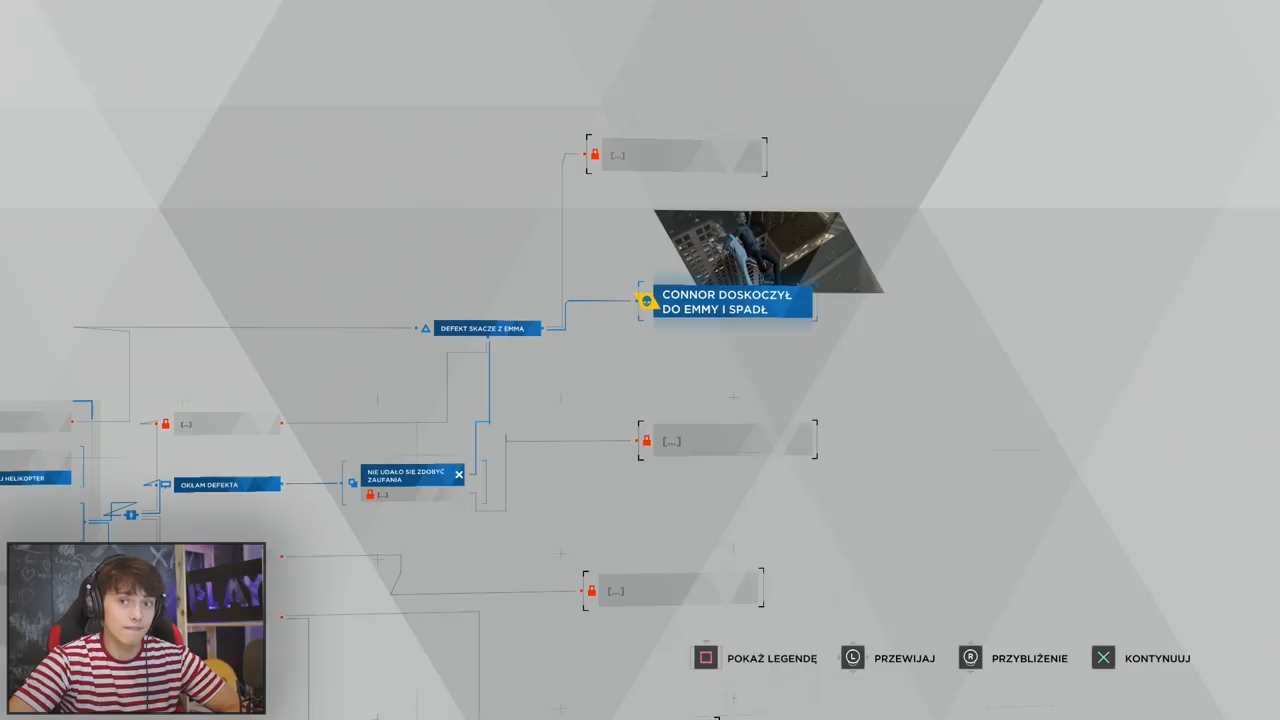 [...]
CONNOR DOSKOCZYŁ
DO EMMY I SPADŁ
DEFEKT SKACZE Z EMMĄ
[...]
[...]
NIE UDAŁO SIĘ ZDOBYĆ
ZAUFANIA
[...]
J HELIKOPTER
OKŁAM DEFEKTA
[...]
PLAY
POKAŻ LEGENDĘ
L
PRZEWIJAJ
R
PRZYBLIŻENIE
KONTYNUUJ